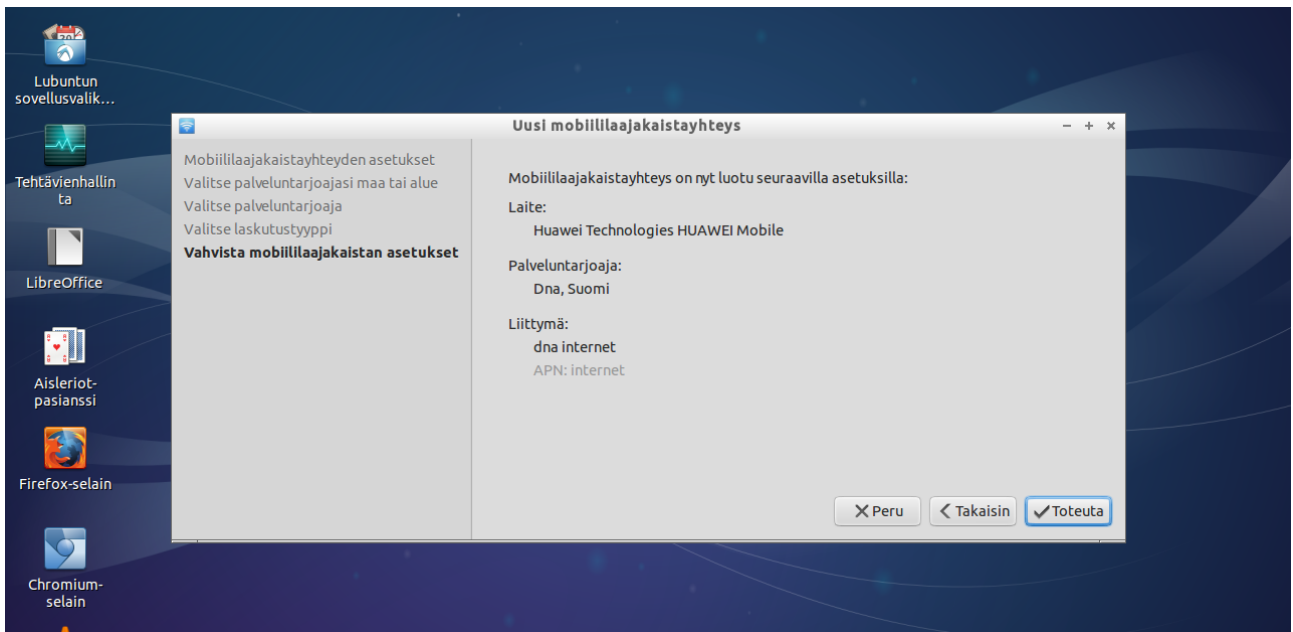 Lubuntun
sovellusvalik...
Tehtävienhallin
ta
LibreOffice
Aisleriot-
pasianssi
Firefox-selain
Chromium-
selain
Uusi mobiililaajakaistayhteys
Mobiililaajakaistayhteyden asetukset
Valitse palveluntarjoajasi maa tai alue
Valitse palveluntarjoaja
Valitse laskutustyyppi
Vahvista mobiililaajakaistan asetukset
Mobiililaajakaistayhteys on nyt luotu seuraavilla asetuksilla:
Laite:
Huawei Technologies HUAWEI Mobile
Palveluntarjoaja:
Dna, Suomi
Liittymä:
dna internet
APN: internet
Peru
Takaisin
Toteuta